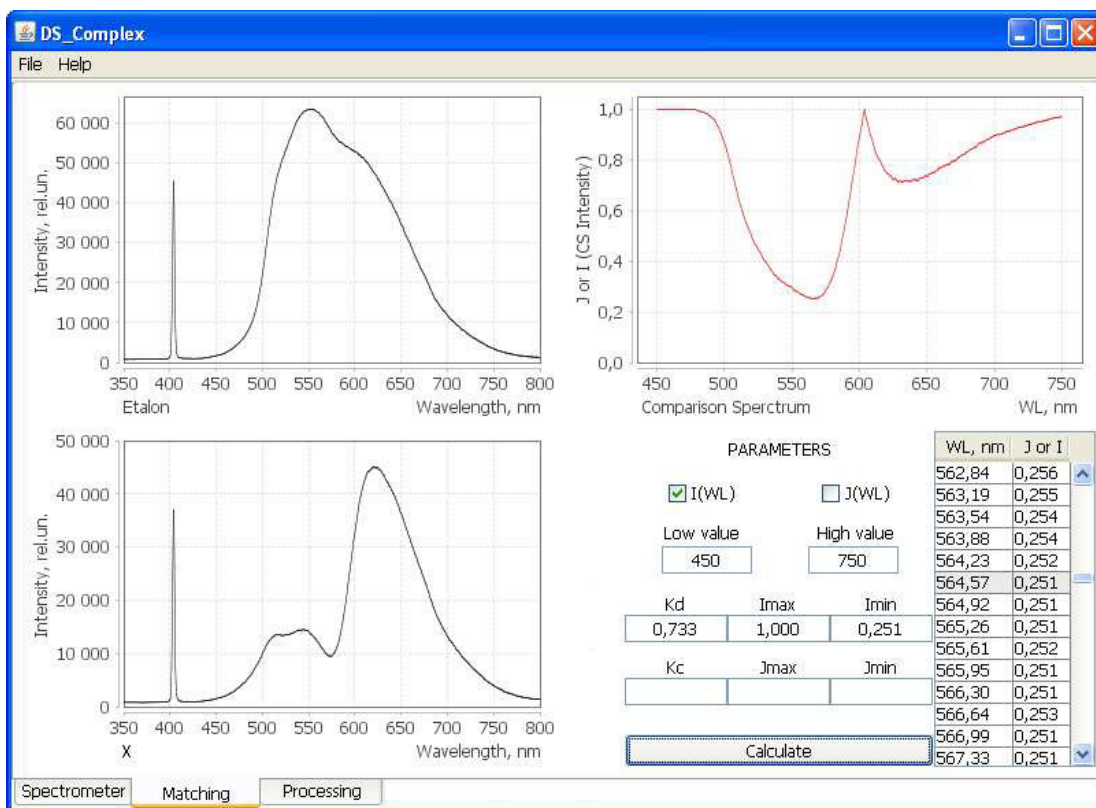 DS_Complex
File Help
60 000
50 000
40 000
30 000
20 000
10 000
0
Intensity, rel.un.
350 400 450 500 550 600 650 700 750 800
Etalon Wavelength, nm
1,0
0,8
0,6
0,4
0,2
0,0
J or I (CS Intensity)
450 500 550 600 650 700 750
Comparison Sperctrum WL, nm
50 000
40 000
30 000
20 000
10 000
0
Intensity, rel.un.
350 400 450 500 550 600 650 700 750 800
X Wavelength, nm
PARAMETERS
I(WL) J(WL)
Low value High value
450 750
Kd Imax Imin
0,733 1,000 0,251
Kc Jmax Jmin
Calculate
WL, nm J or I
562,84 0,256
563,19 0,255
563,54 0,254
563,88 0,254
564,23 0,252
564,57 0,251
564,92 0,251
565,26 0,251
565,61 0,252
565,95 0,251
566,30 0,251
566,64 0,253
566,99 0,251
567,33 0,251
Spectrometer Matching Processing